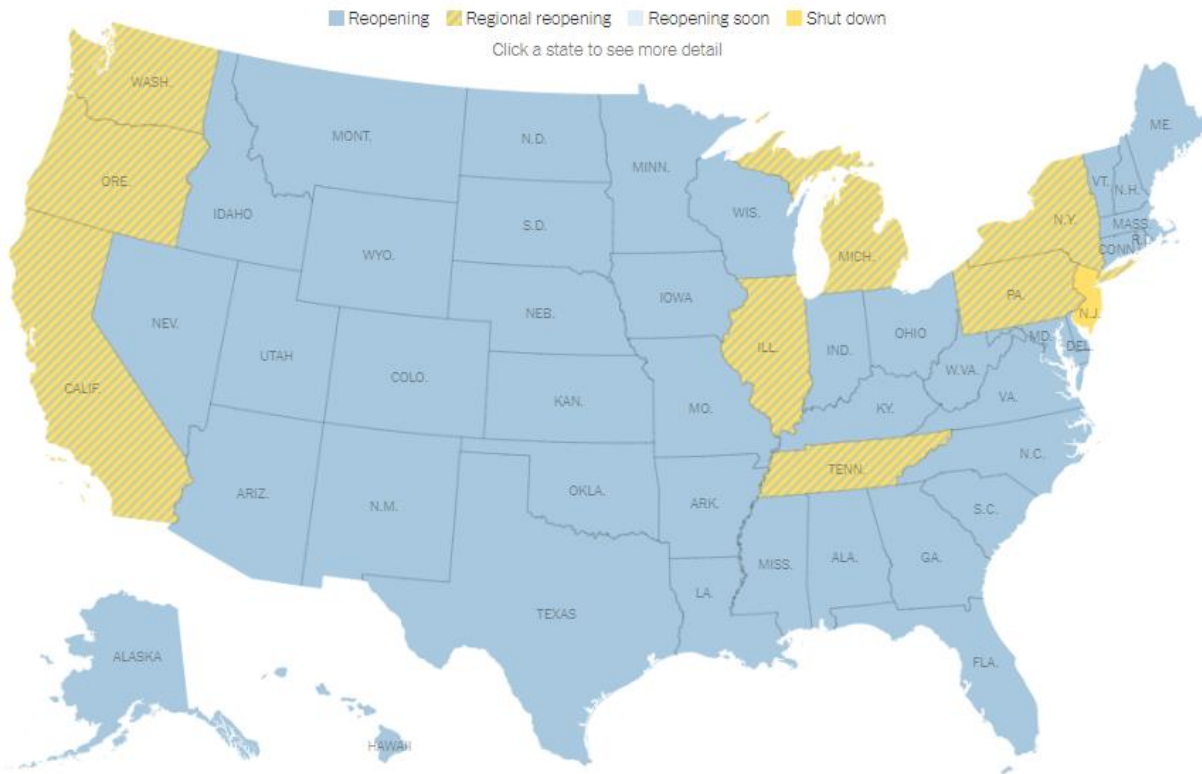 Reopening Regional reopening Reopening soon Shut down
Click a state to see more detail
WASH.
MONT.
N.D.
MINN.
ME.
ORE.
IDAHO
S.D.
WIS.
MICH.
N.Y.
VT.
N.H.
MASS.
R.I.
CONN.
WYO.
IOWA
NEB.
PA.
N.J.
NEV.
UTAH
COLO.
ILL.
IND.
OHIO
MD.
DEL.
W.VA.
VA.
CALIF.
KAN.
MO.
KY.
N.C.
TENN.
ARIZ.
N.M.
OKLA.
ARK.
S.C.
MISS.
ALA.
GA.
LA.
TEXAS
ALASKA
FLA.
HAWAII